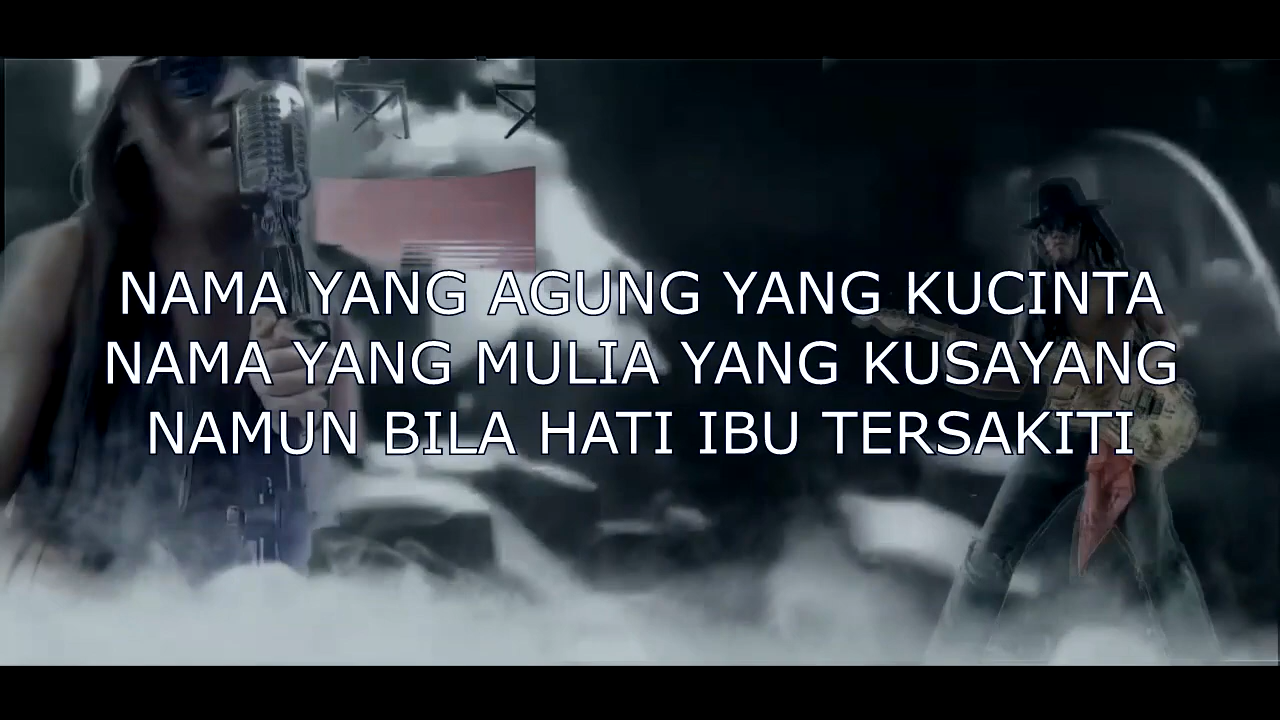 NAMA YANG AGUNG YANG KUCINTA
NAMA YANG MULIA YANG KUSAYANG
NAMUN BILA HATI IBU TERSAKITI